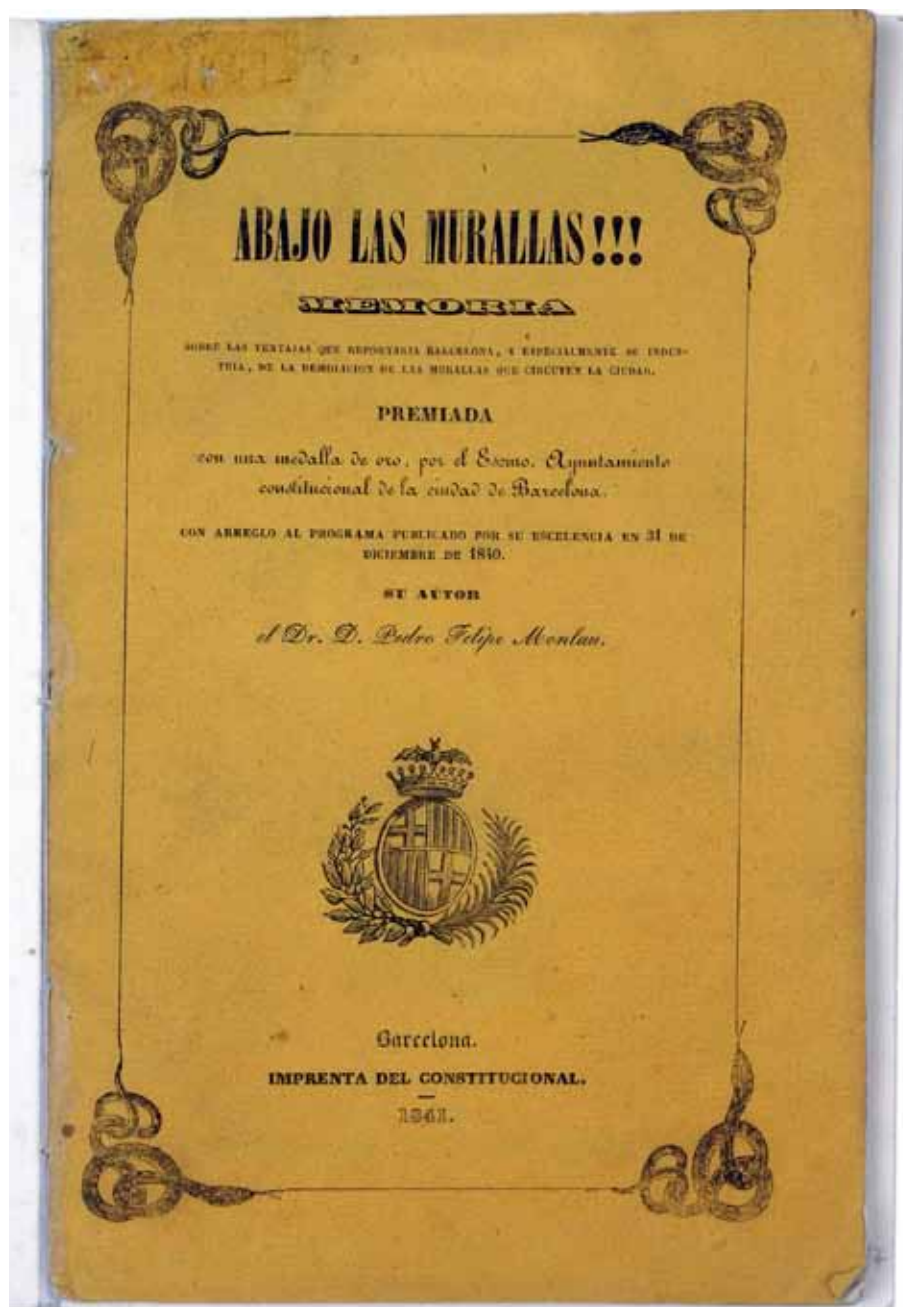 ABAJO LAS MURALLAS!!!
MEMORIA
SOBRE LAS VENTAJAS QUE REPORTARIA BARCELONA, Y ESPECIALMENTE SU INDUS-
TRIA, DE LA DEMOLICION DE LAS MURALLAS QUE CIRCUYEN LA CIUDAD.
PREMIADA
con una medalla de oro, por el Escmo. Ayuntamiento
constitucional de la ciudad de Barcelona.
CON ARREGLO AL PROGRAMA PUBLICADO POR SU ESCELENCIA EN 31 DE
DICIEMBRE DE 1840.
SU AUTOR
el Dr. D. Pedro Felipe Monlau.
Barcelona.
IMPRENTA DEL CONSTITUCIONAL.
1841.